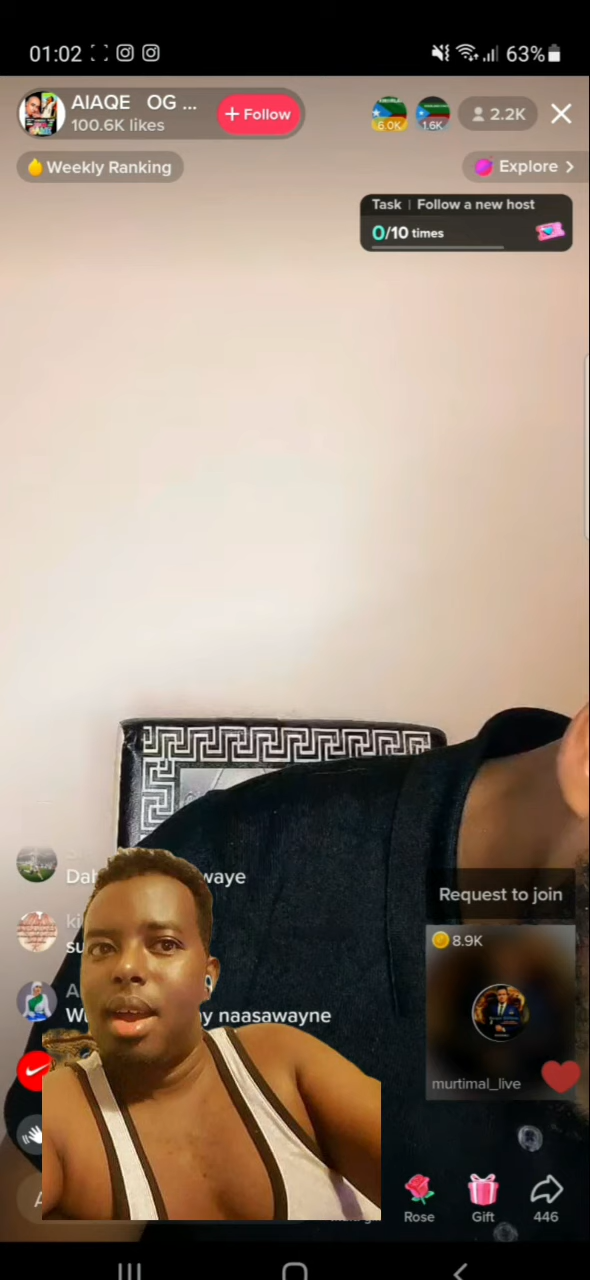 01:02
63%
AIAQE OG ...
100.6K likes
+ Follow
6.0K
1.6K
2.2K
Weekly Ranking
Explore >
Task | Follow a new host
0/10 times
waye
Request to join
8.9K
y naasawayne
murtimal_live
Rose
Gift
446